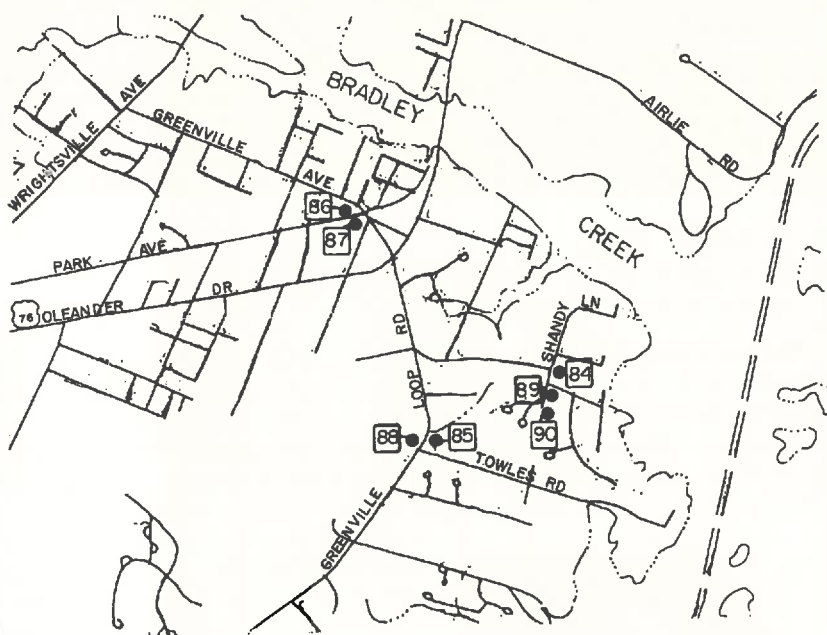 BRADLEY
CREEK
AIRLIE RD
WRIGHTSVILLE AVE
GREENVILLE AVE
86
87
PARK AVE
76 OLEANDER DR.
SHANDY LN
84
89
90
GREENVILLE LOOP RD
88
85
TOWLES RD